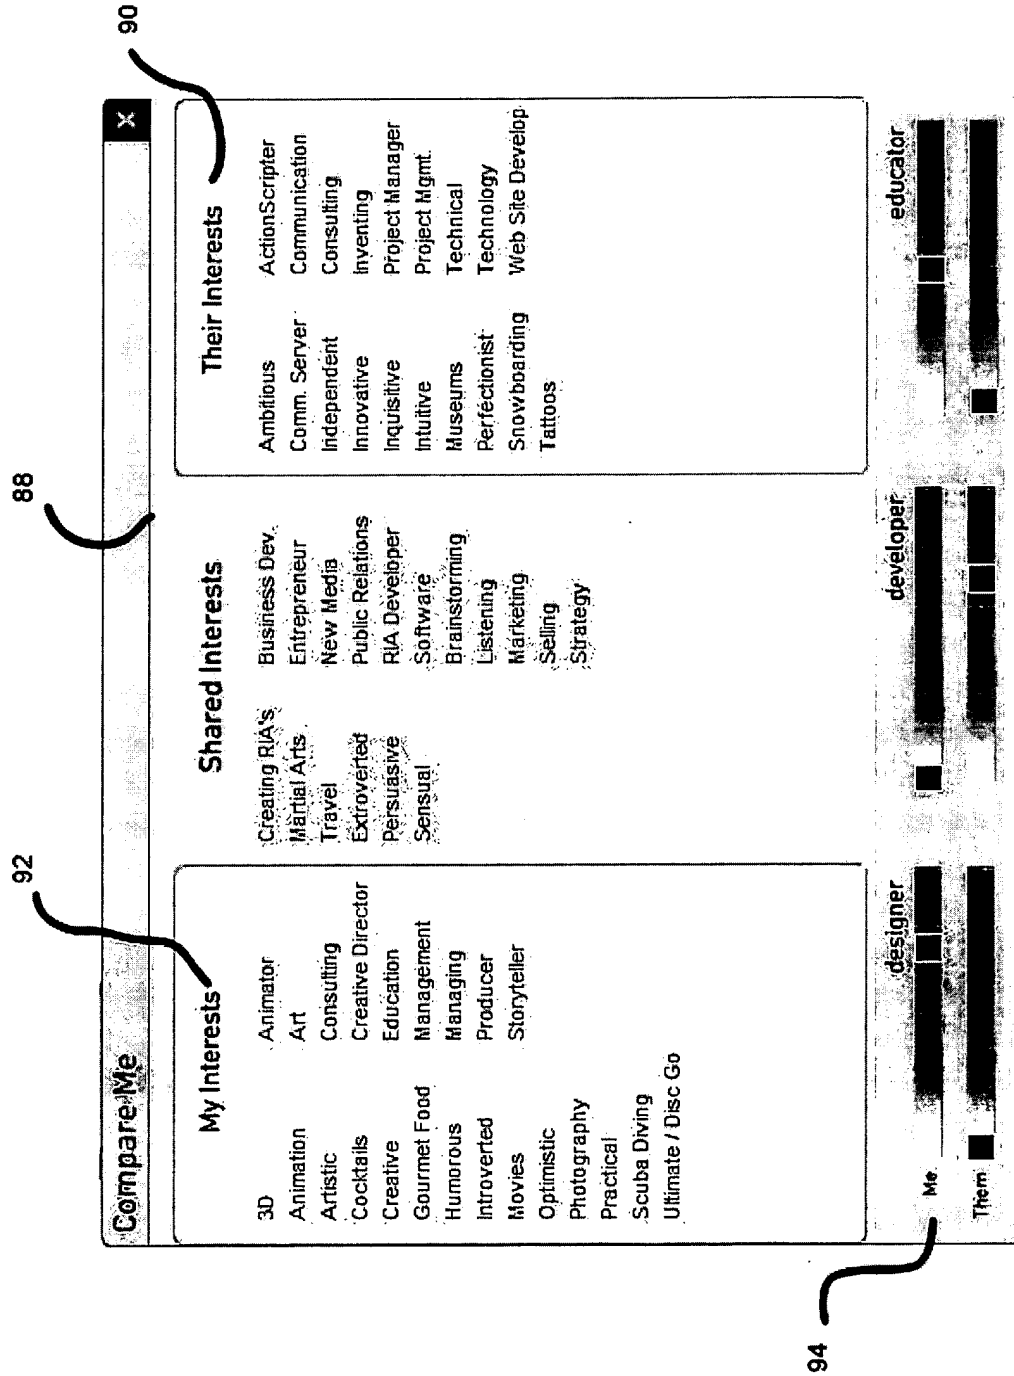 88
92
90
Compare Me
X
My Interests
3D
Animation
Artistic
Cocktails
Creative
Gourmet Food
Humorous
Introverted
Movies
Optimistic
Photography
Practical
Scuba Diving
Ultimate / Disc Go
Animator
Art
Consulting
Creative Director
Education
Management
Managing
Producer
Storyteller
Shared Interests
Creating RIA's
Martial Arts
Travel
Extroverted
Persuasive
Sensual
Business Dev.
Entrepreneur
New Media
Public Relations
RIA Developer
Software
Brainstorming
Listening
Marketing
Selling
Strategy
Their Interests
Ambitious
Comm. Server
Independent
Innovative
Inquisitive
Intuitive
Museums
Perfectionist
Snowboarding
Tattoos
ActionScripter
Communication
Consulting
Inventing
Project Manager
Project Mgmt.
Technical
Technology
Web Site Develop
designer
developer
educator
Me
Them
94